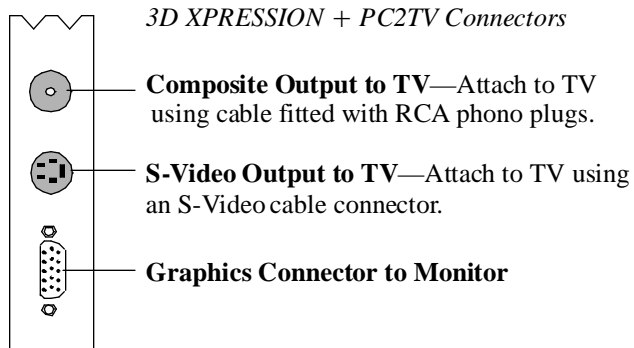 3D XPRESSION + PC2TV Connectors
Composite Output to TV—Attach to TV
using cable fitted with RCA phono plugs.
S-Video Output to TV—Attach to TV using
an S-Video cable connector.
Graphics Connector to Monitor